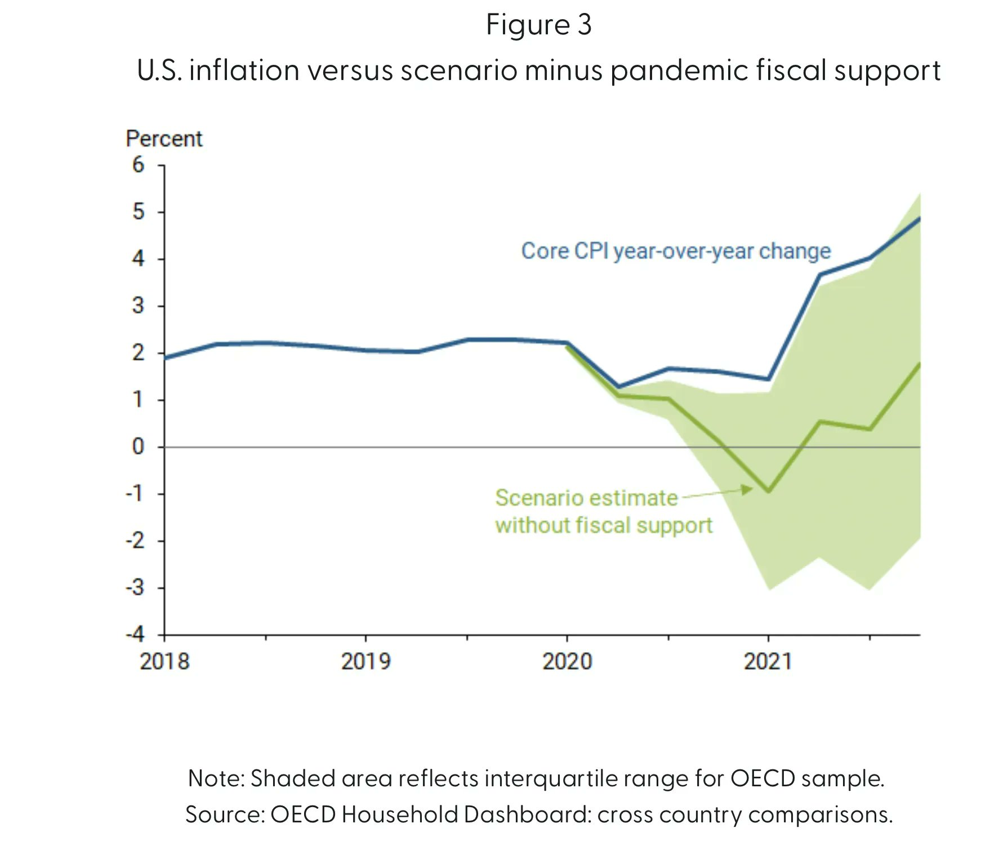 Figure 3
U.S. inflation versus scenario minus pandemic fiscal support
Percent
6
5
4
3
2
1
0
-1
-2
-3
-4
Core CPI year-over-year change
Scenario estimate
without fiscal support
2018 2019 2020 2021
Note: Shaded area reflects interquartile range for OECD sample.
Source: OECD Household Dashboard: cross country comparisons.